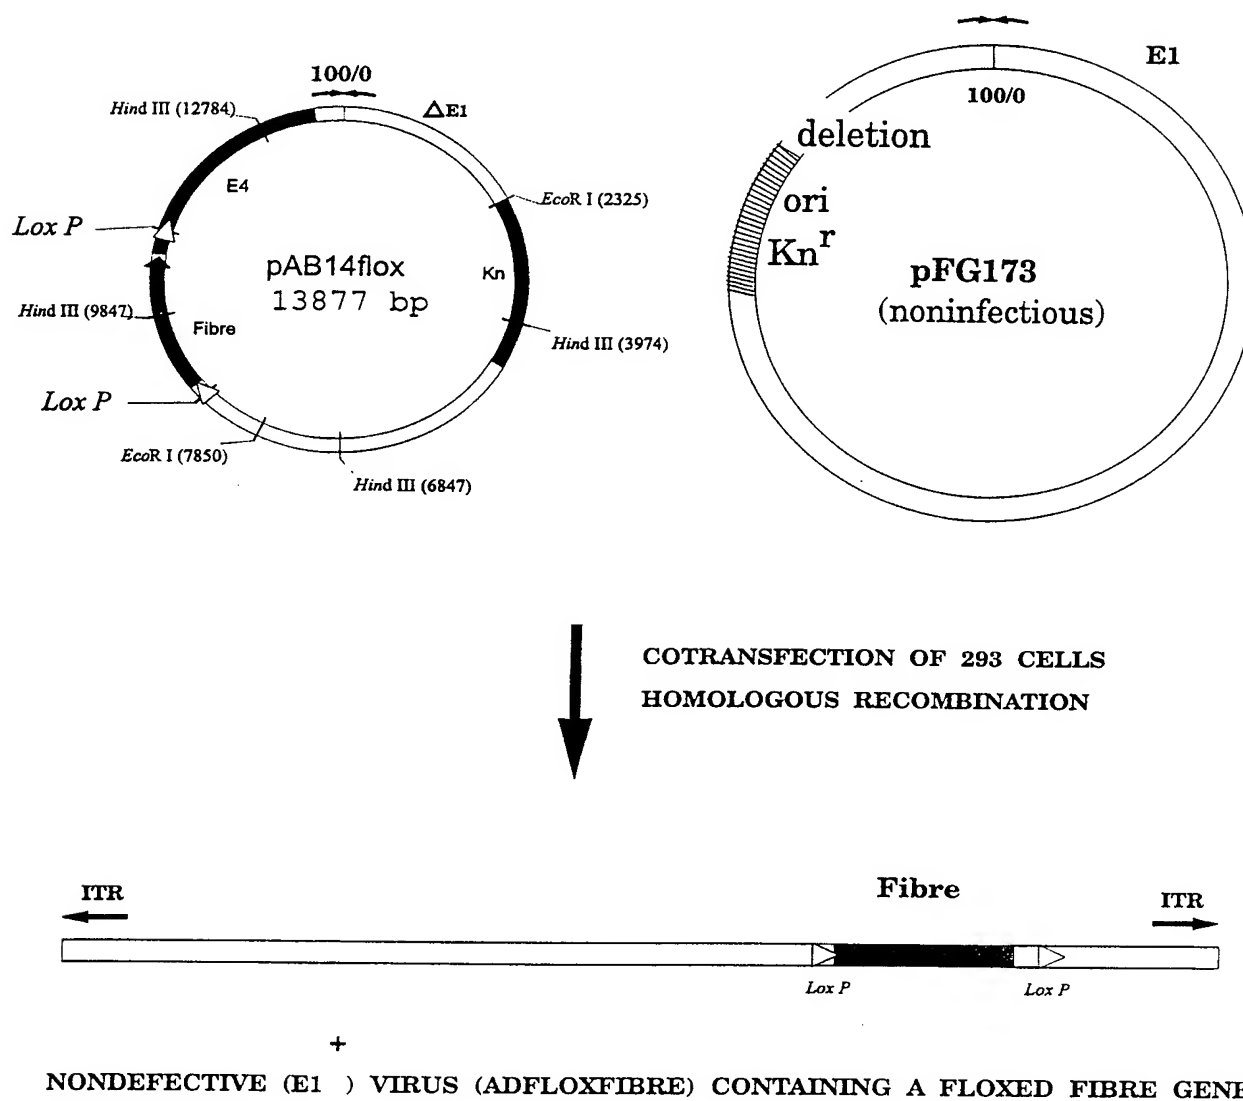 100/0
△E1
Hind III (12784)
E4
EcoR I (2325)
Lox P
pAB14flox
13877 bp
Kn
Hind III (9847)
Fibre
Hind III (3974)
Lox P
EcoR I (7850)
Hind III (6847)
E1
100/0
deletion
ori
Knr
pFG173
(noninfectious)
COTRANSFECTION OF 293 CELLS
HOMOLOGOUS RECOMBINATION
ITR
Fibre
ITR
Lox P
Lox P
+
NONDEFECTIVE (E1 ) VIRUS (ADFLOXFIBRE) CONTAINING A FLOXED FIBRE GENE